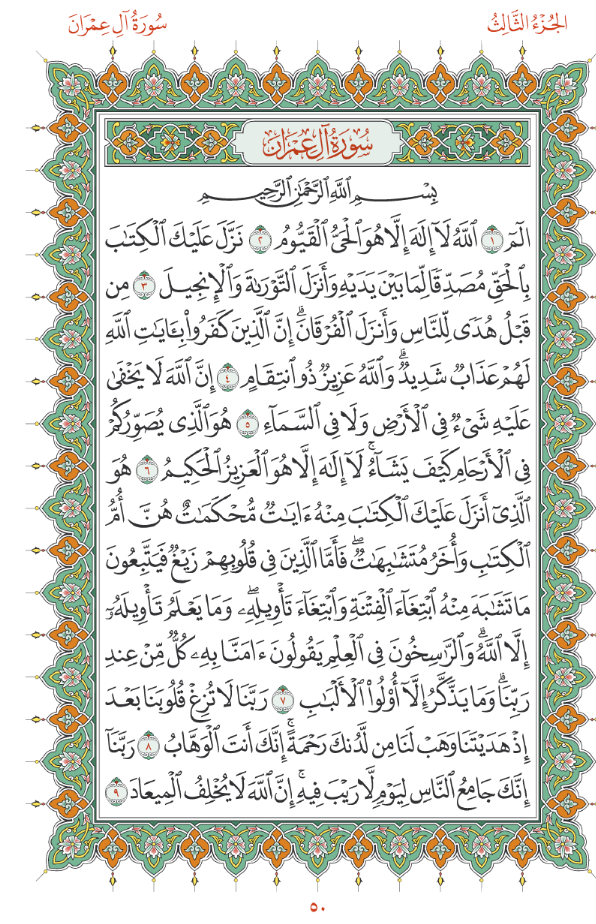 الجُزْءُ الثَّالِثُ
سُورَةُ آلِ عِمْرَانَ
سُورَةُ آلِ عِمْرَانَ
بِسْمِ ٱللَّهِ ٱلرَّحْمَٰنِ ٱلرَّحِيمِ
الٓمٓ ١ ٱللَّهُ لَآ إِلَٰهَ إِلَّا هُوَ ٱلْحَىُّ ٱلْقَيُّومُ ٢ نَزَّلَ عَلَيْكَ ٱلْكِتَٰبَ
بِٱلْحَقِّ مُصَدِّقًا لِّمَا بَيْنَ يَدَيْهِ وَأَنزَلَ ٱلتَّوْرَىٰةَ وَٱلْإِنجِيلَ ٣ مِن
قَبْلُ هُدًى لِّلنَّاسِ وَأَنزَلَ ٱلْفُرْقَانَ ۗ إِنَّ ٱلَّذِينَ كَفَرُوا۟ بِـَٔايَٰتِ ٱللَّهِ
لَهُمْ عَذَابٌ شَدِيدٌ ۗ وَٱللَّهُ عَزِيزٌ ذُو ٱنتِقَامٍ ٤ إِنَّ ٱللَّهَ لَا يَخْفَىٰ
عَلَيْهِ شَىْءٌ فِى ٱلْأَرْضِ وَلَا فِى ٱلسَّمَآءِ ٥ هُوَ ٱلَّذِى يُصَوِّرُكُمْ
فِى ٱلْأَرْحَامِ كَيْفَ يَشَآءُ ۚ لَآ إِلَٰهَ إِلَّا هُوَ ٱلْعَزِيزُ ٱلْحَكِيمُ ٦ هُوَ
ٱلَّذِىٓ أَنزَلَ عَلَيْكَ ٱلْكِتَٰبَ مِنْهُ ءَايَٰتٌ مُّحْكَمَٰتٌ هُنَّ أُمُّ
ٱلْكِتَٰبِ وَأُخَرُ مُتَشَٰبِهَٰتٌ ۖ فَأَمَّا ٱلَّذِينَ فِى قُلُوبِهِمْ زَيْغٌ فَيَتَّبِعُونَ
مَا تَشَٰبَهَ مِنْهُ ٱبْتِغَآءَ ٱلْفِتْنَةِ وَٱبْتِغَآءَ تَأْوِيلِهِۦ ۗ وَمَا يَعْلَمُ تَأْوِيلَهُۥٓ
إِلَّا ٱللَّهُ ۗ وَٱلرَّٰسِخُونَ فِى ٱلْعِلْمِ يَقُولُونَ ءَامَنَّا بِهِۦ كُلٌّ مِّنْ عِندِ
رَبِّنَا ۗ وَمَا يَذَّكَّرُ إِلَّآ أُو۟لُوا۟ ٱلْأَلْبَٰبِ ٧ رَبَّنَا لَا تُزِغْ قُلُوبَنَا بَعْدَ
إِذْ هَدَيْتَنَا وَهَبْ لَنَا مِن لَّدُنكَ رَحْمَةً ۚ إِنَّكَ أَنتَ ٱلْوَهَّابُ ٨ رَبَّنَآ
إِنَّكَ جَامِعُ ٱلنَّاسِ لِيَوْمٍ لَّا رَيْبَ فِيهِ ۚ إِنَّ ٱللَّهَ لَا يُخْلِفُ ٱلْمِيعَادَ ٩
٥٠